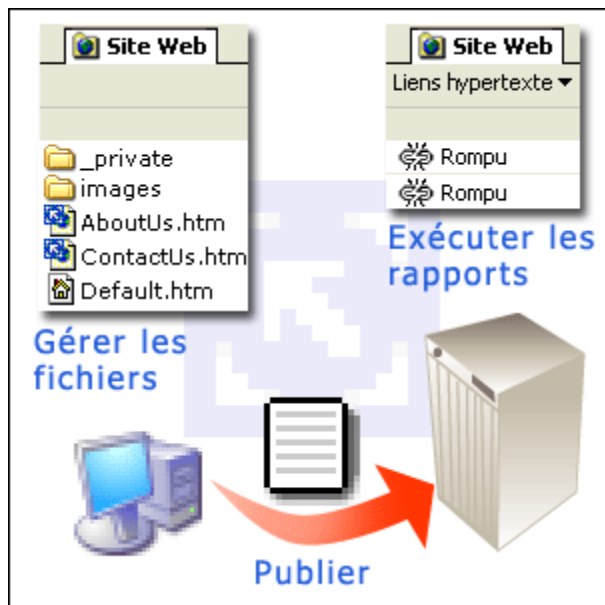 Site Web
_private
images
AboutUs.htm
ContactUs.htm
Default.htm
Gérer les
fichiers
Site Web
Liens hypertexte
Rompu
Rompu
Exécuter les
rapports
Publier